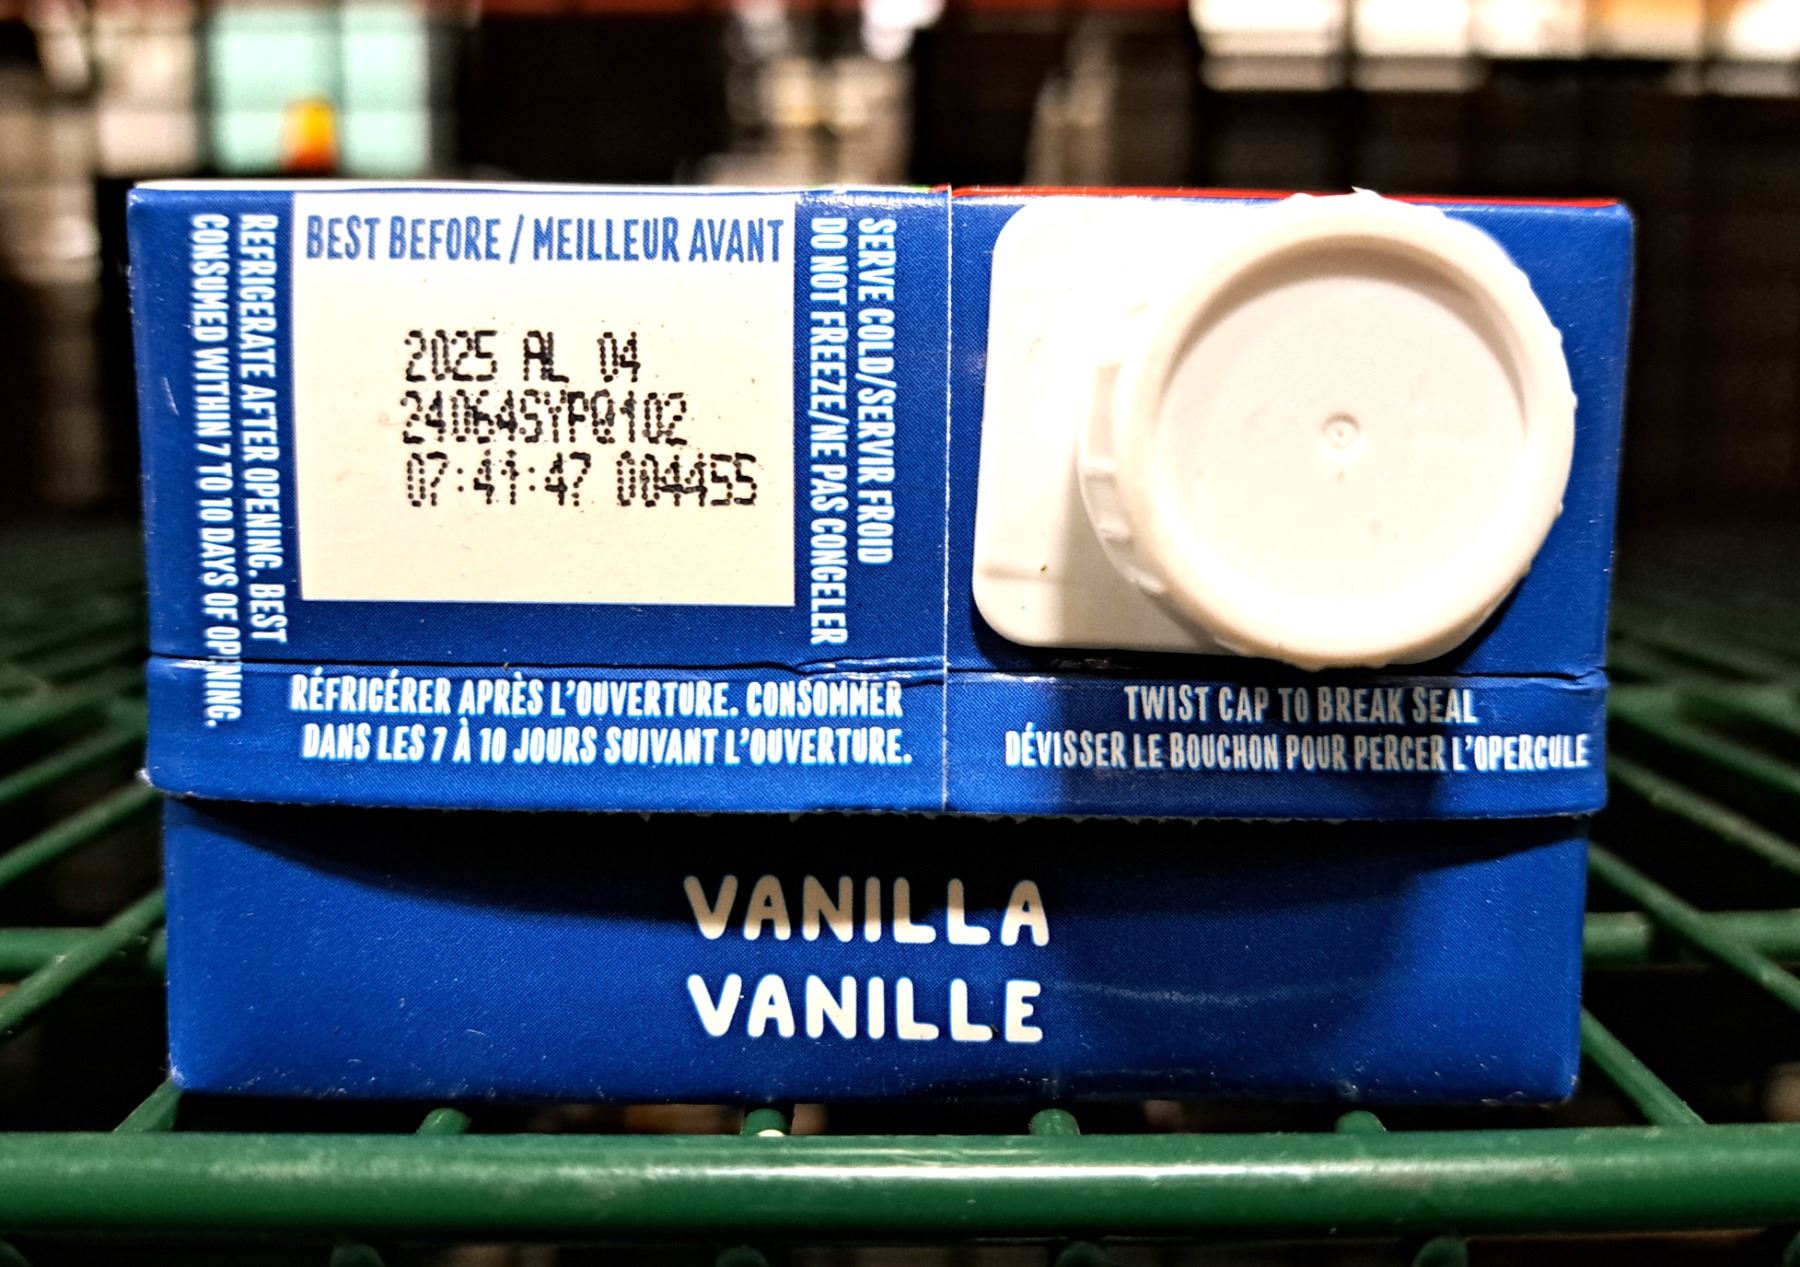 BEST BEFORE / MEILLEUR AVANT
2025 AL 04
24064SYP0102
07:41:47 004455
REFRIGERATE AFTER OPENING. BEST
CONSUMED WITHIN 7 TO 10 DAYS OF OPENING.
SERVE COLD/SERVIR FROID
DO NOT FREEZE/NE PAS CONGELER
RÉFRIGÉRER APRÈS L'OUVERTURE. CONSOMMER
DANS LES 7 À 10 JOURS SUIVANT L'OUVERTURE.
TWIST CAP TO BREAK SEAL
DÉVISSER LE BOUCHON POUR PERCER L'OPERCULE
VANILLA
VANILLE